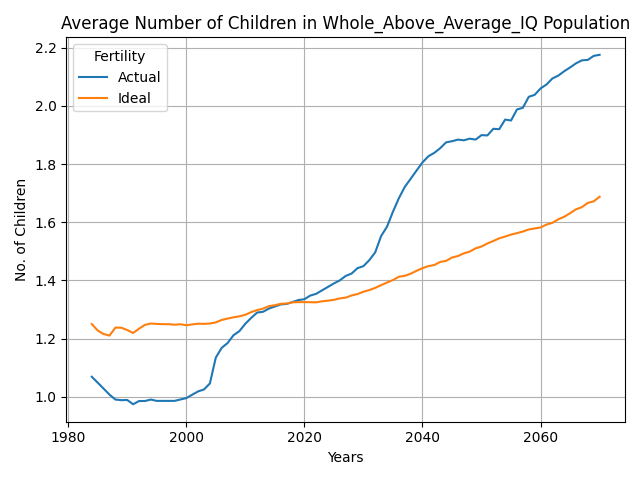 Average Number of Children in Whole_Above_Average_IQ Population
Fertility
Actual
Ideal
2.2
2.0
1.8
1.6
1.4
1.2
1.0
No. of Children
1980
2000
2020
2040
2060
Years